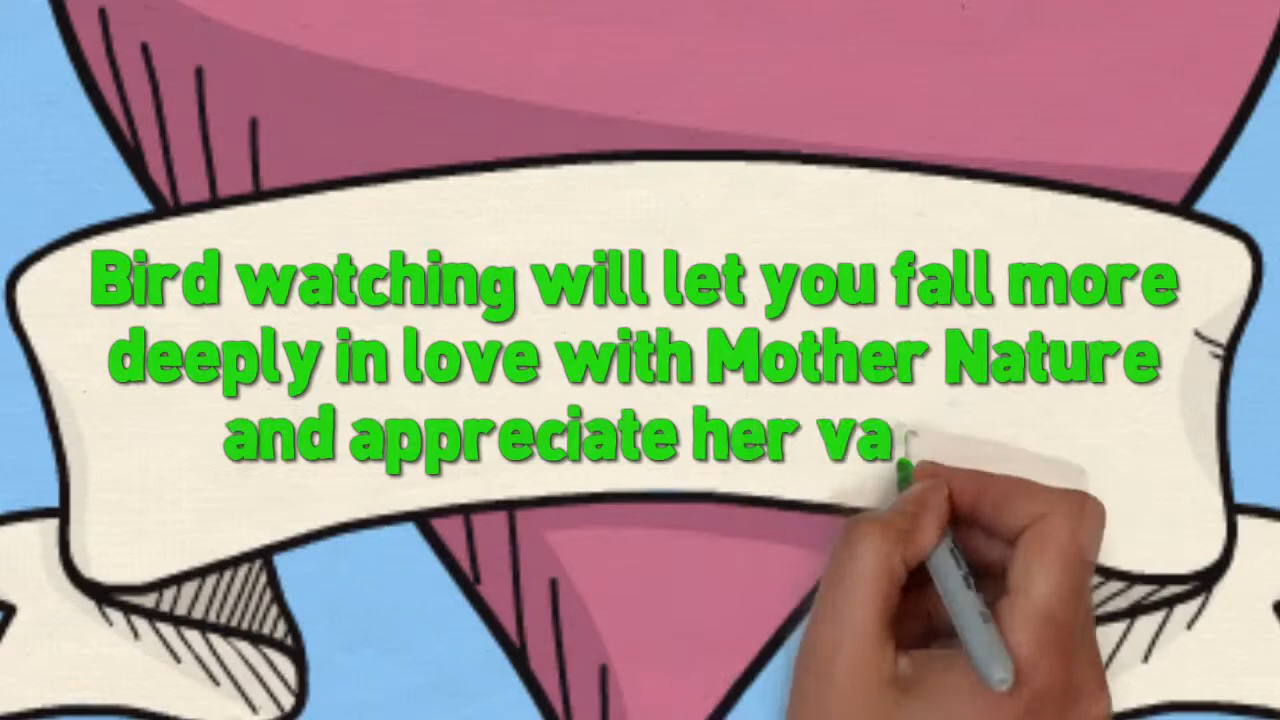 Bird watching will let you fall more
deeply in love with Mother Nature
and appreciate her va